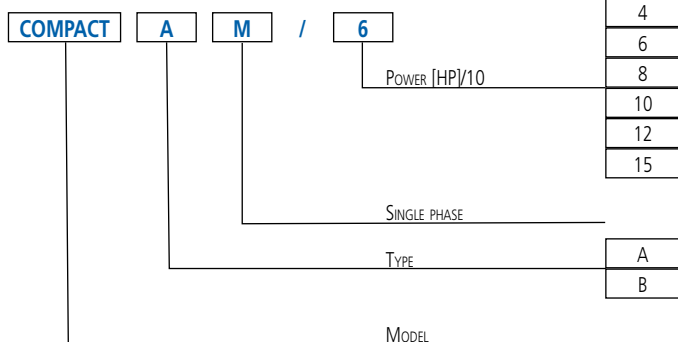 4
COMPACT A M / 6
6
Power [HP]/10 8
10
12
15
Single phase
Type A
B
Model